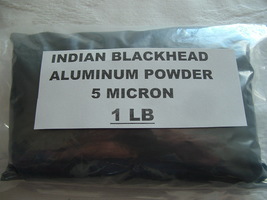 INDIAN BLACKHEAD
ALUMINUM POWDER
5 MICRON
1 LB